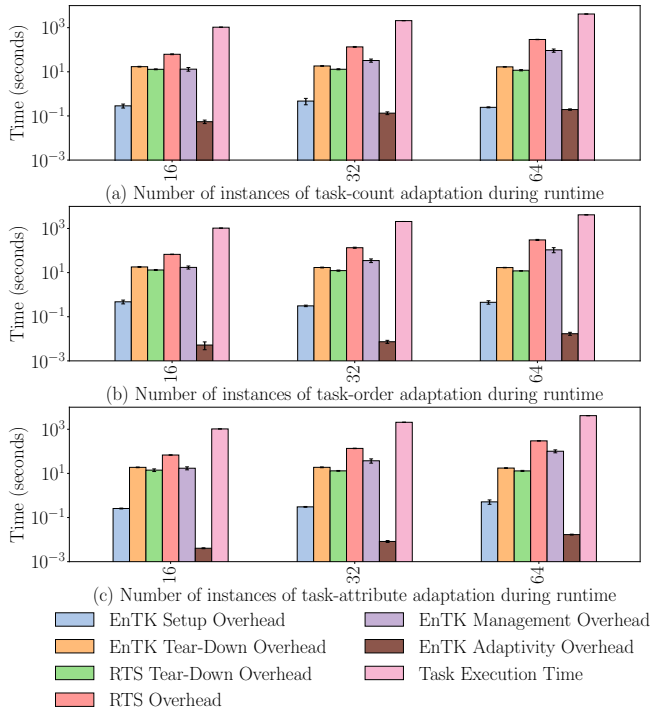 10^3
10^1
10^−1
10^−3
Time (seconds)
16
32
64
(a) Number of instances of task-count adaptation during runtime
10^3
10^1
10^−1
10^−3
Time (seconds)
16
32
64
(b) Number of instances of task-order adaptation during runtime
10^3
10^1
10^−1
10^−3
Time (seconds)
16
32
64
(c) Number of instances of task-attribute adaptation during runtime
EnTK Setup Overhead
EnTK Tear-Down Overhead
RTS Tear-Down Overhead
RTS Overhead
EnTK Management Overhead
EnTK Adaptivity Overhead
Task Execution Time